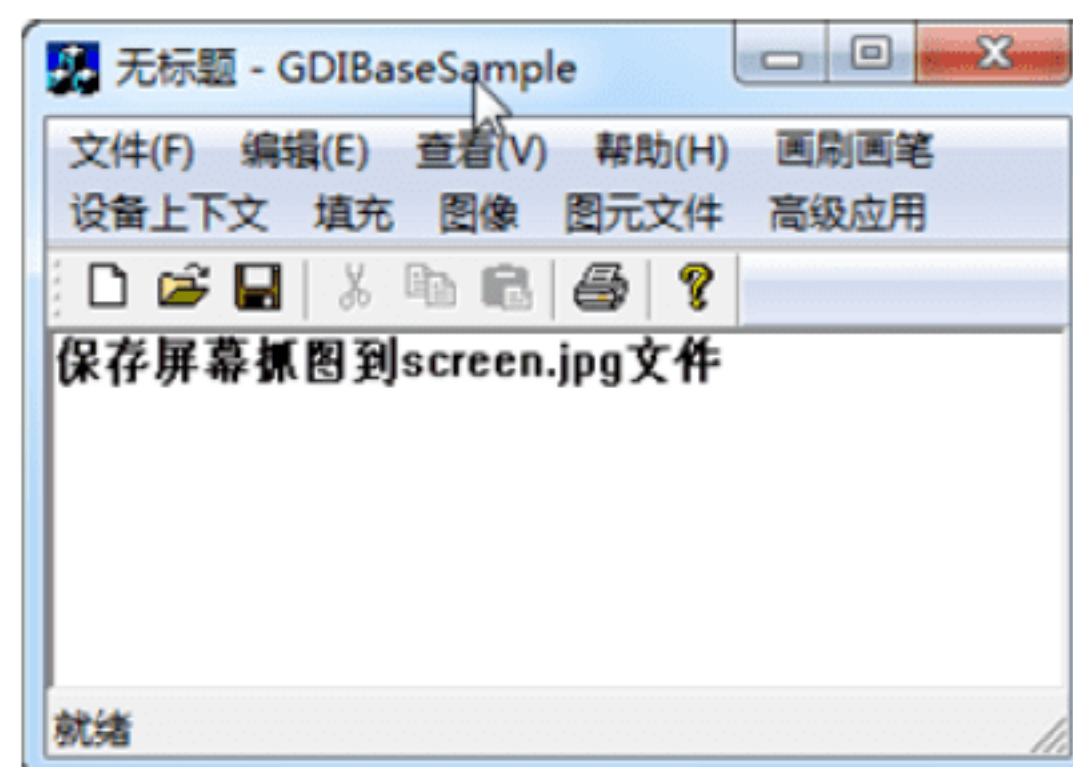 无标题 - GDIBaseSample
文件(F) 编辑(E) 查看(V) 帮助(H) 画刷画笔
设备上下文 填充 图像 图元文件 高级应用
保存屏幕抓图到screen.jpg文件
就绪